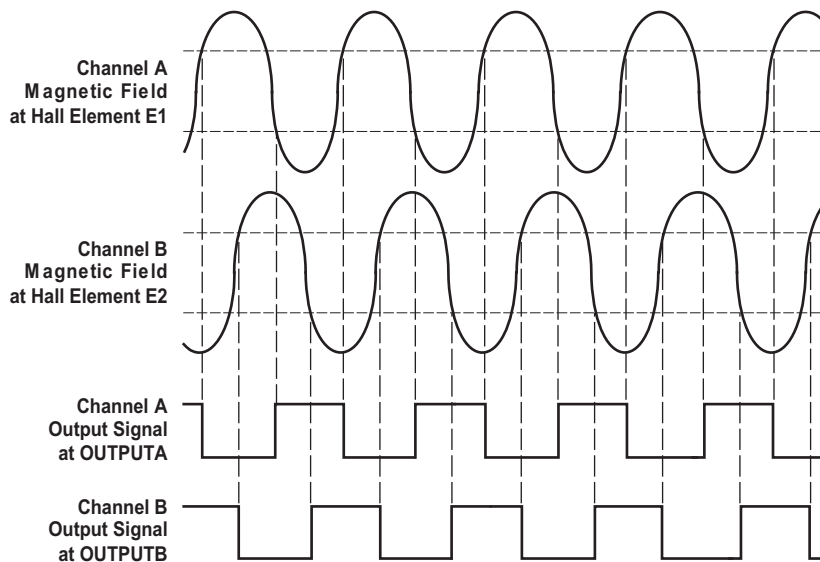 Channel A
Magnetic Field
at Hall Element E1
Channel B
Magnetic Field
at Hall Element E2
Channel A
Output Signal
at OUTPUTA
Channel B
Output Signal
at OUTPUTB